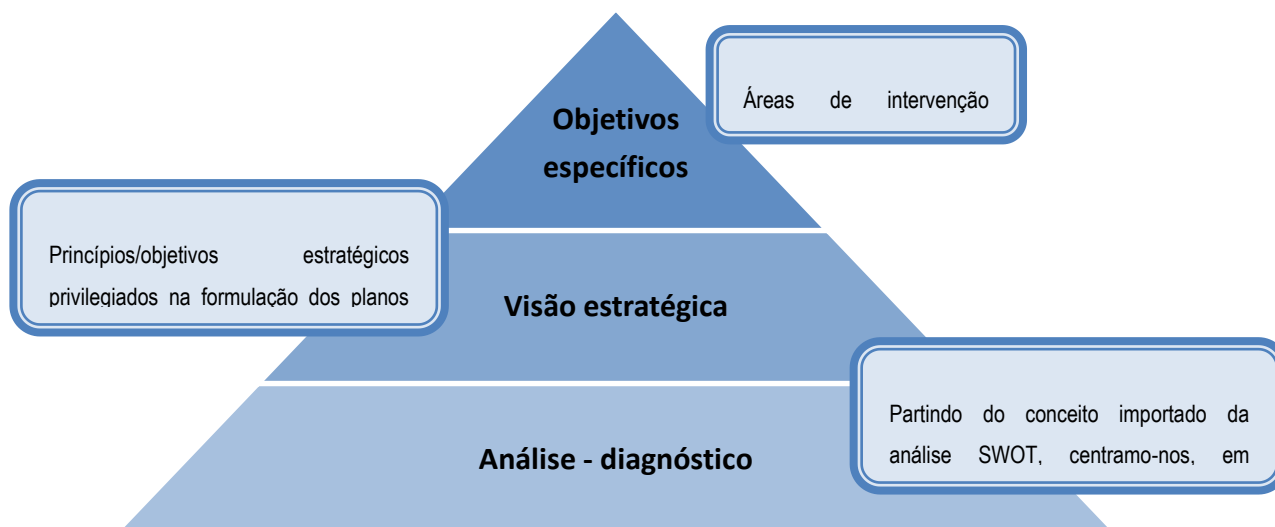 Objetivos
específicos
Áreas de intervenção
Princípios/objetivos estratégicos
privilegiados na formulação dos planos
Visão estratégica
Partindo do conceito importado da
análise SWOT, centramo-nos, em
Análise - diagnóstico